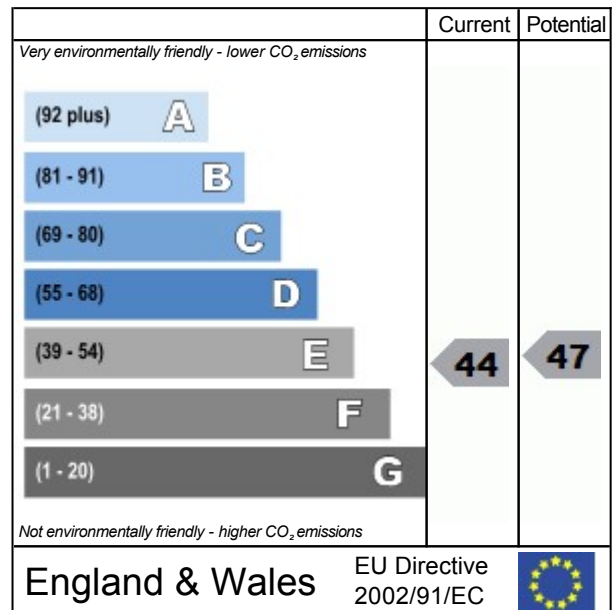 Current Potential
Very environmentally friendly - lower CO₂ emissions
(92 plus) A
(81 - 91) B
(69 - 80) C
(55 - 68) D
(39 - 54) E
44 47
(21 - 38) F
(1 - 20) G
Not environmentally friendly - higher CO₂ emissions
England & Wales
EU Directive
2002/91/EC